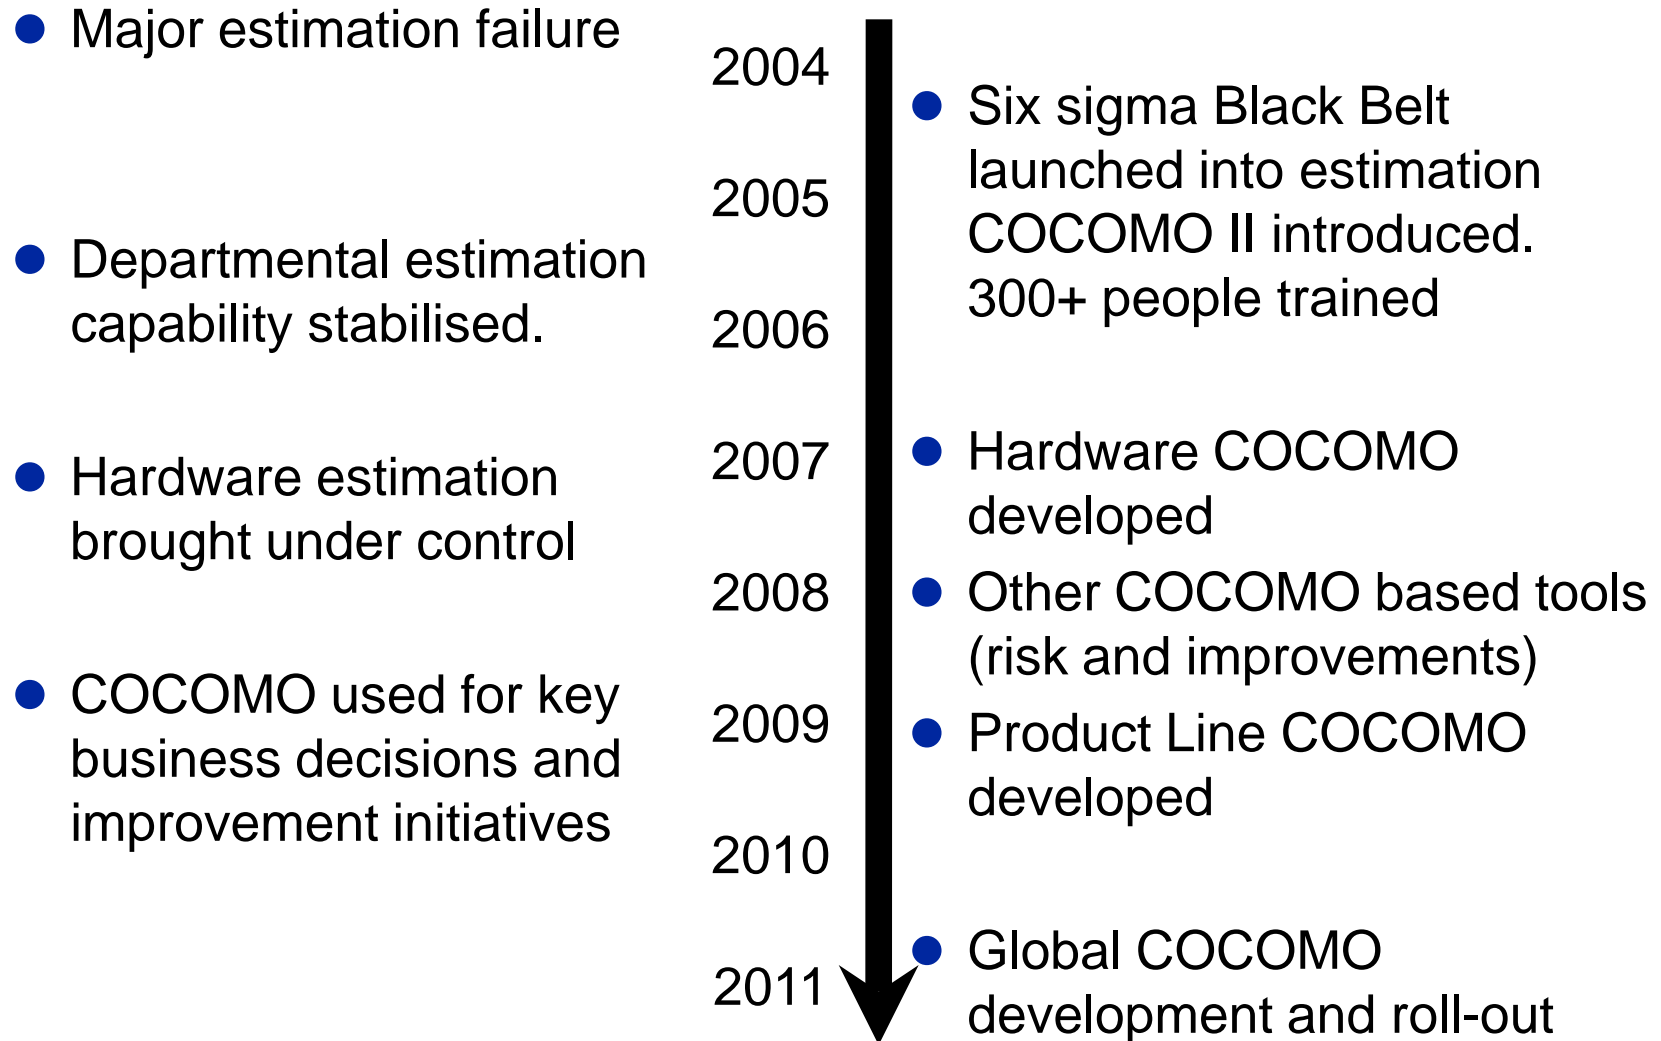 Major estimation failure
Departmental estimation
capability stabilised.
Hardware estimation
brought under control
COCOMO used for key
business decisions and
improvement initiatives
2004
2005
2006
2007
2008
2009
2010
2011
Six sigma Black Belt
launched into estimation
COCOMO II introduced.
300+ people trained
Hardware COCOMO
developed
Other COCOMO based tools
(risk and improvements)
Product Line COCOMO
developed
Global COCOMO
development and roll-out